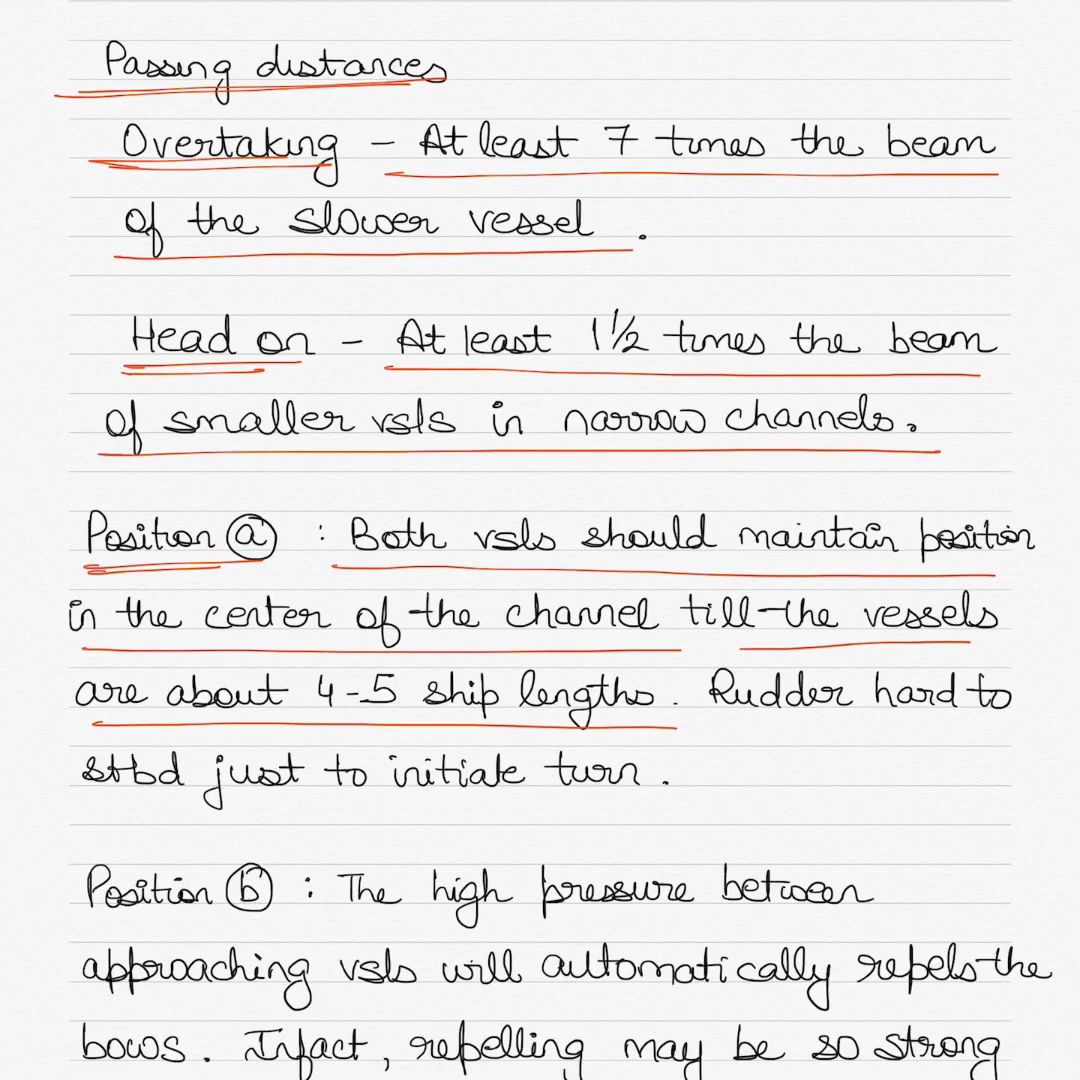 Passing distances
Overtaking - At least 7 times the beam
of the slower vessel .
Head on - At least 1 1/2 times the beam
of smaller vsls in narrow channels.
Position (a) : Both vsls should maintain position
in the center of the channel till the vessels
are about 4-5 ship lengths. Rudder hard to
stbd just to initiate turn .
Position (b) : The high pressure between
approaching vsls will automatically repels the
bows . Infact , repelling may be so strong